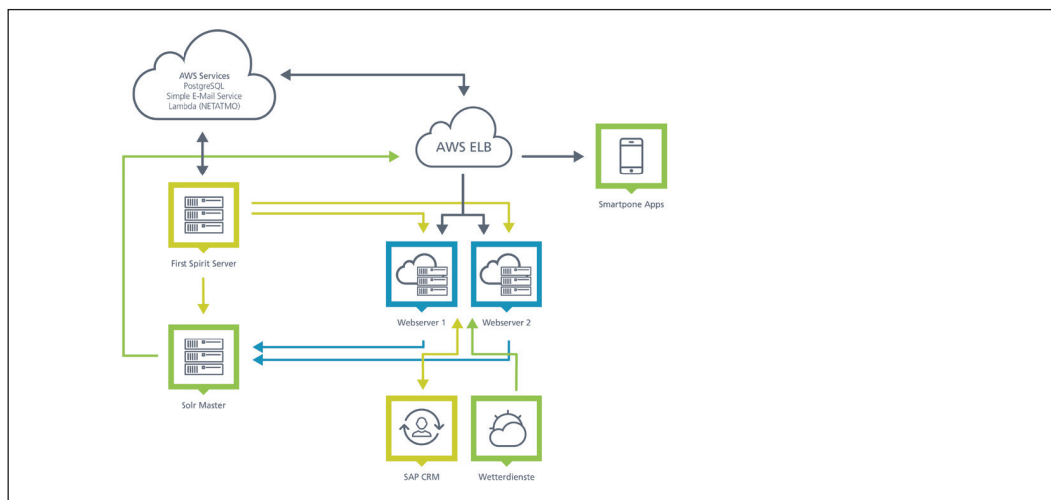 AWS Services
PostgreSQL
Simple E-Mail Service
Lambda (NETATMO)
AWS ELB
Smartpone Apps
First Spirit Server
Webserver 1
Webserver 2
Solr Master
SAP CRM
Wetterdienste